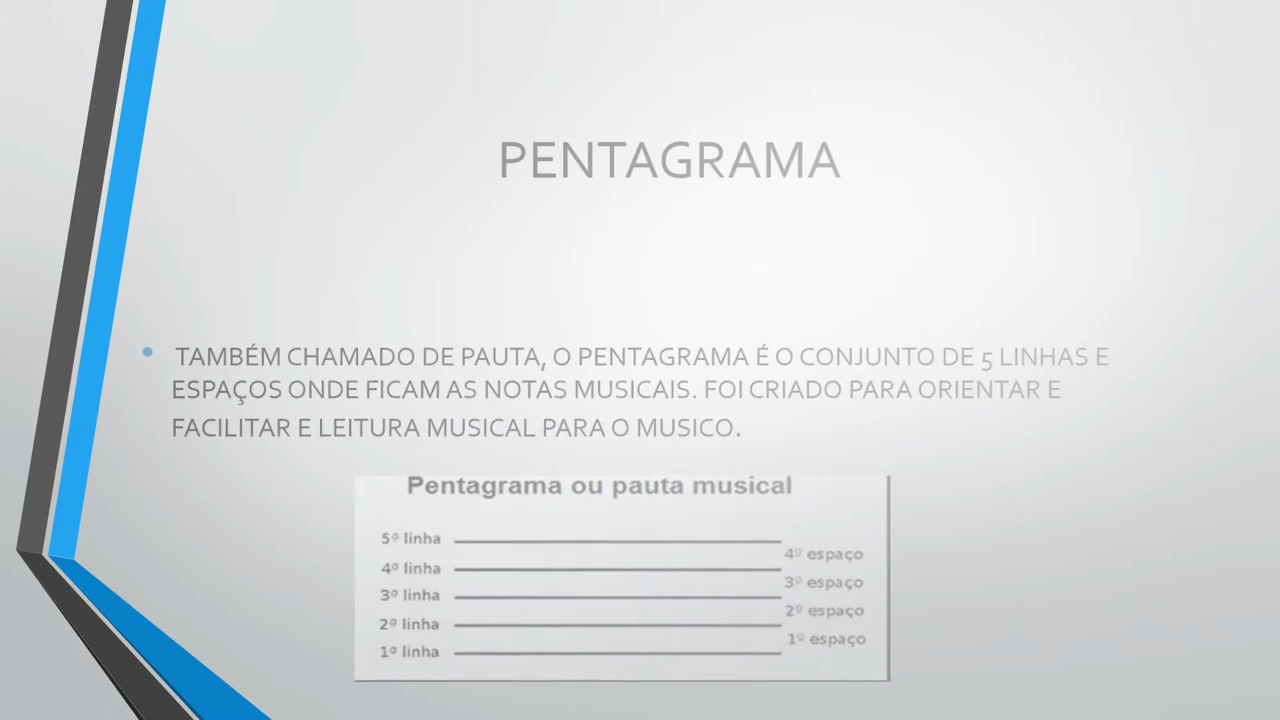 PENTAGRAMA
• TAMBÉM CHAMADO DE PAUTA, O PENTAGRAMA É O CONJUNTO DE 5 LINHAS E
ESPAÇOS ONDE FICAM AS NOTAS MUSICAIS. FOI CRIADO PARA ORIENTAR E
FACILITAR E LEITURA MUSICAL PARA O MUSICO.
Pentagrama ou pauta musical
5º linha
4º espaço
4º linha
3º espaço
3º linha
2º espaço
2º linha
1º espaço
1º linha